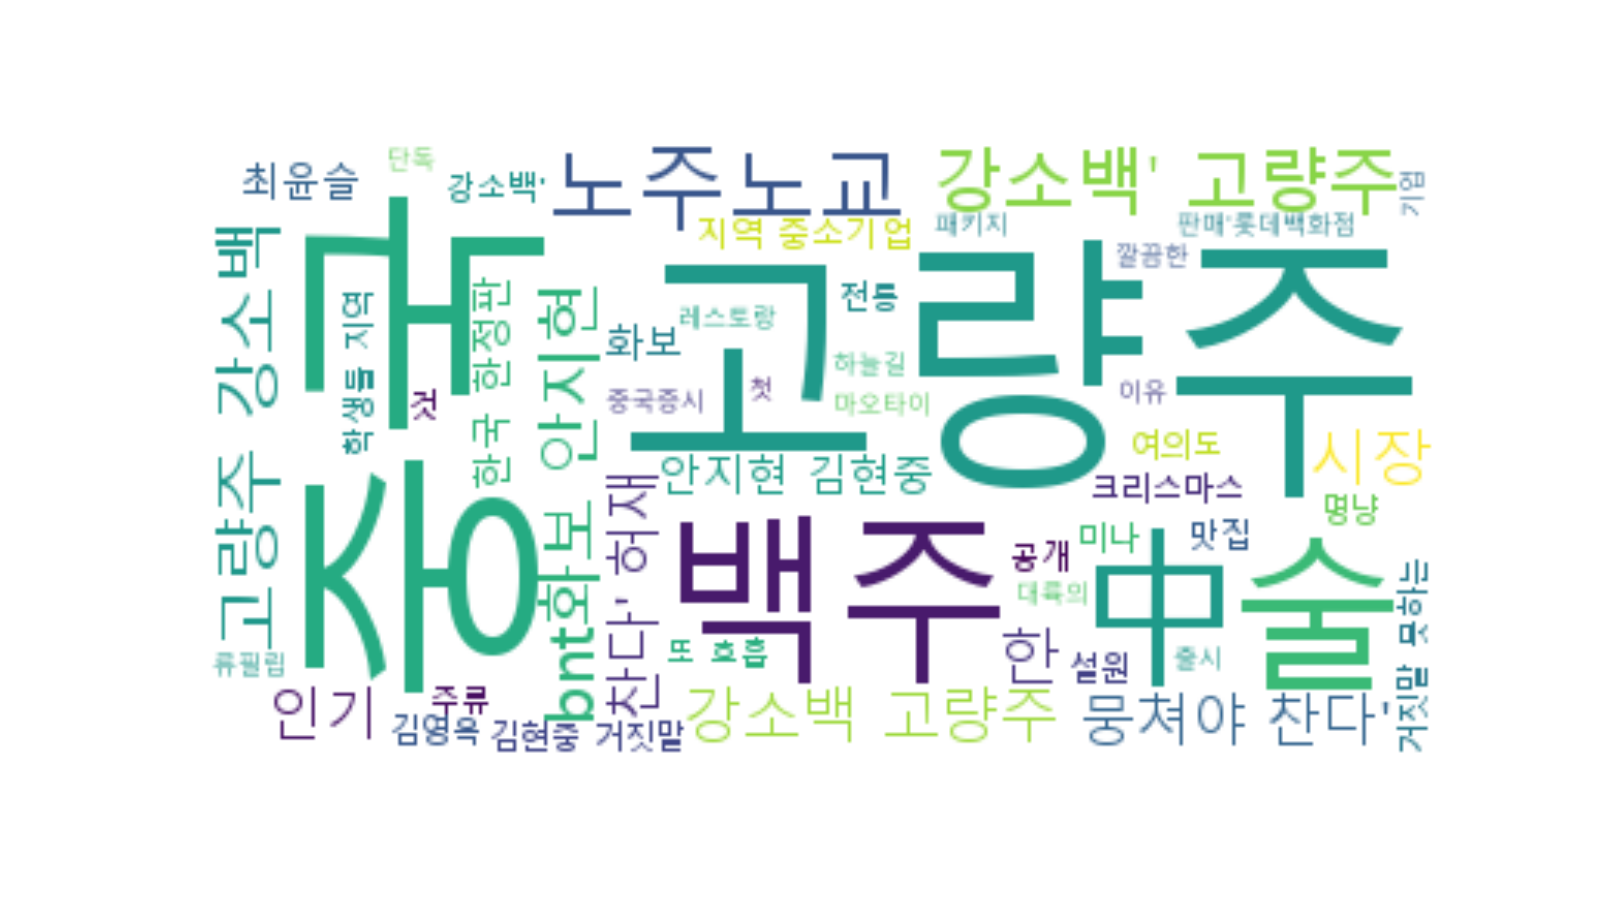 최윤슬
단독
강소백'
노주노교
강소백' 고량주
기업
지역 중소기업
패키지
판매'롯데백화점
고량주 강소백
중국
깔끔한
고량주
학생들 지역
한국 한정판
bnt화보 안지현
전통
레스토랑
화보
하늘길
중국증시
첫
마오타이
이유
것
여의도
시장
안지현 김현중
찬다' 허재
크리스마스
명냥
백주
中
술
미나
맛집
공개
대륙의
거짓말 못하는
또 흐흡
한
설원
출시
류필립
인기
주류
김영옥
김현중 거짓말
강소백 고량주
뭉쳐야 찬다'